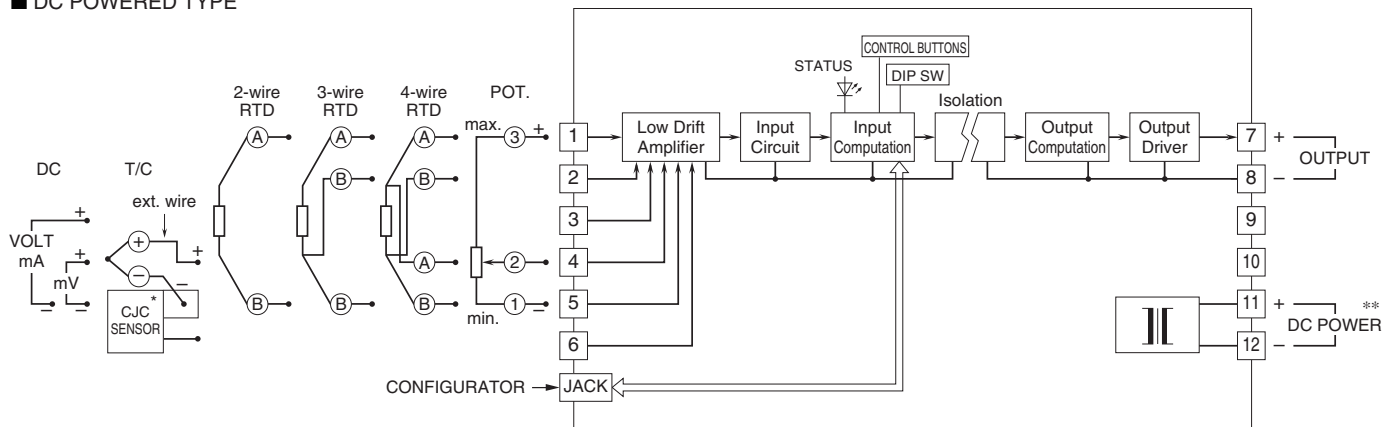 ■ DC POWERED TYPE
CONTROL BUTTONS
STATUS
DIP SW
2-wire
RTD
3-wire
RTD
4-wire
RTD
POT.
Isolation
max.
A
A
A
3
+
1
Low Drift
Amplifier
Input
Circuit
Input
Computation
Output
Computation
Output
Driver
7
+
OUTPUT
8
–
DC
T/C
B
B
2
ext. wire
+
VOLT
mA
+
mV
–
–
+
+
–
–
3
9
A
2
4
10
CJC *
SENSOR
B
B
B
1
–
min.
5
11
+
DC POWER **
6
12
–
CONFIGURATOR
JACK